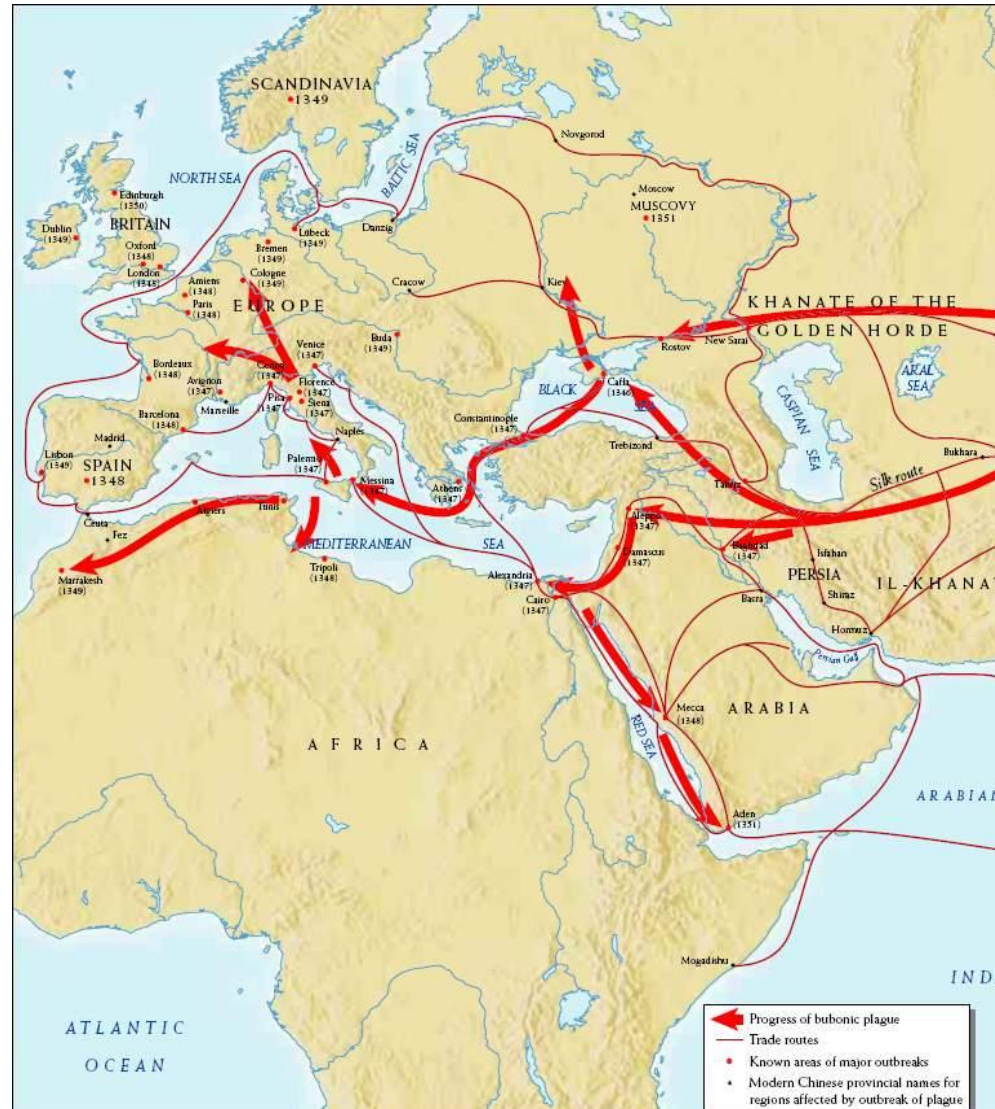 SCANDINAVIA
1349
Novgorod
BALTIC SEA
NORTH SEA
Moscow
MUSCOVY
1351
Edinburgh
(1350)
BRITAIN
Dublin
(1349)
Danzig
Lübeck
(1349)
Bremen
(1349)
Oxford
(1348)
London
(1348)
Cologne
(1349)
Amiens
(1348)
Cracow
Kiev
EUROPE
Paris
(1348)
KHANATE OF THE
GOLDEN HORDE
New Sarai
Rostov
Venice
(1347)
Buda
(1349)
ARAL
SEA
Bordeaux
(1348)
Genoa
(1347)
Florence
(1347)
Avignon
(1347)
Pisa
(1347)
Siena
(1347)
Marseille
Caffa
(1346)
BLACK
SEA
CASPIAN
SEA
Barcelona
(1348)
Constantinople
(1347)
Naples
Madrid
Trebizond
Bukhara
Lisbon
(1349)
SPAIN
1348
Palermo
(1347)
Messina
(1347)
Athens
(1347)
Tabriz
Silk route
Ceuta
Algiers
Tunis
Aleppo
(1347)
Fez
MEDITERRANEAN
SEA
Damascus
(1347)
Baghdad
(1347)
Isfahan
Marrakesh
(1349)
Tripoli
(1348)
Alexandria
(1347)
PERSIA
IL-KHANAT
Cairo
(1347)
Basra
Shiraz
Hormuz
Persian Gulf
Mecca
(1348)
ARABIA
AFRICA
RED SEA
ARABIAN
Aden
(1351)
Mogadishu
IND
ATLANTIC
OCEAN
Progress of bubonic plague
Trade routes
Known areas of major outbreaks
Modern Chinese provincial names for
regions affected by outbreak of plague